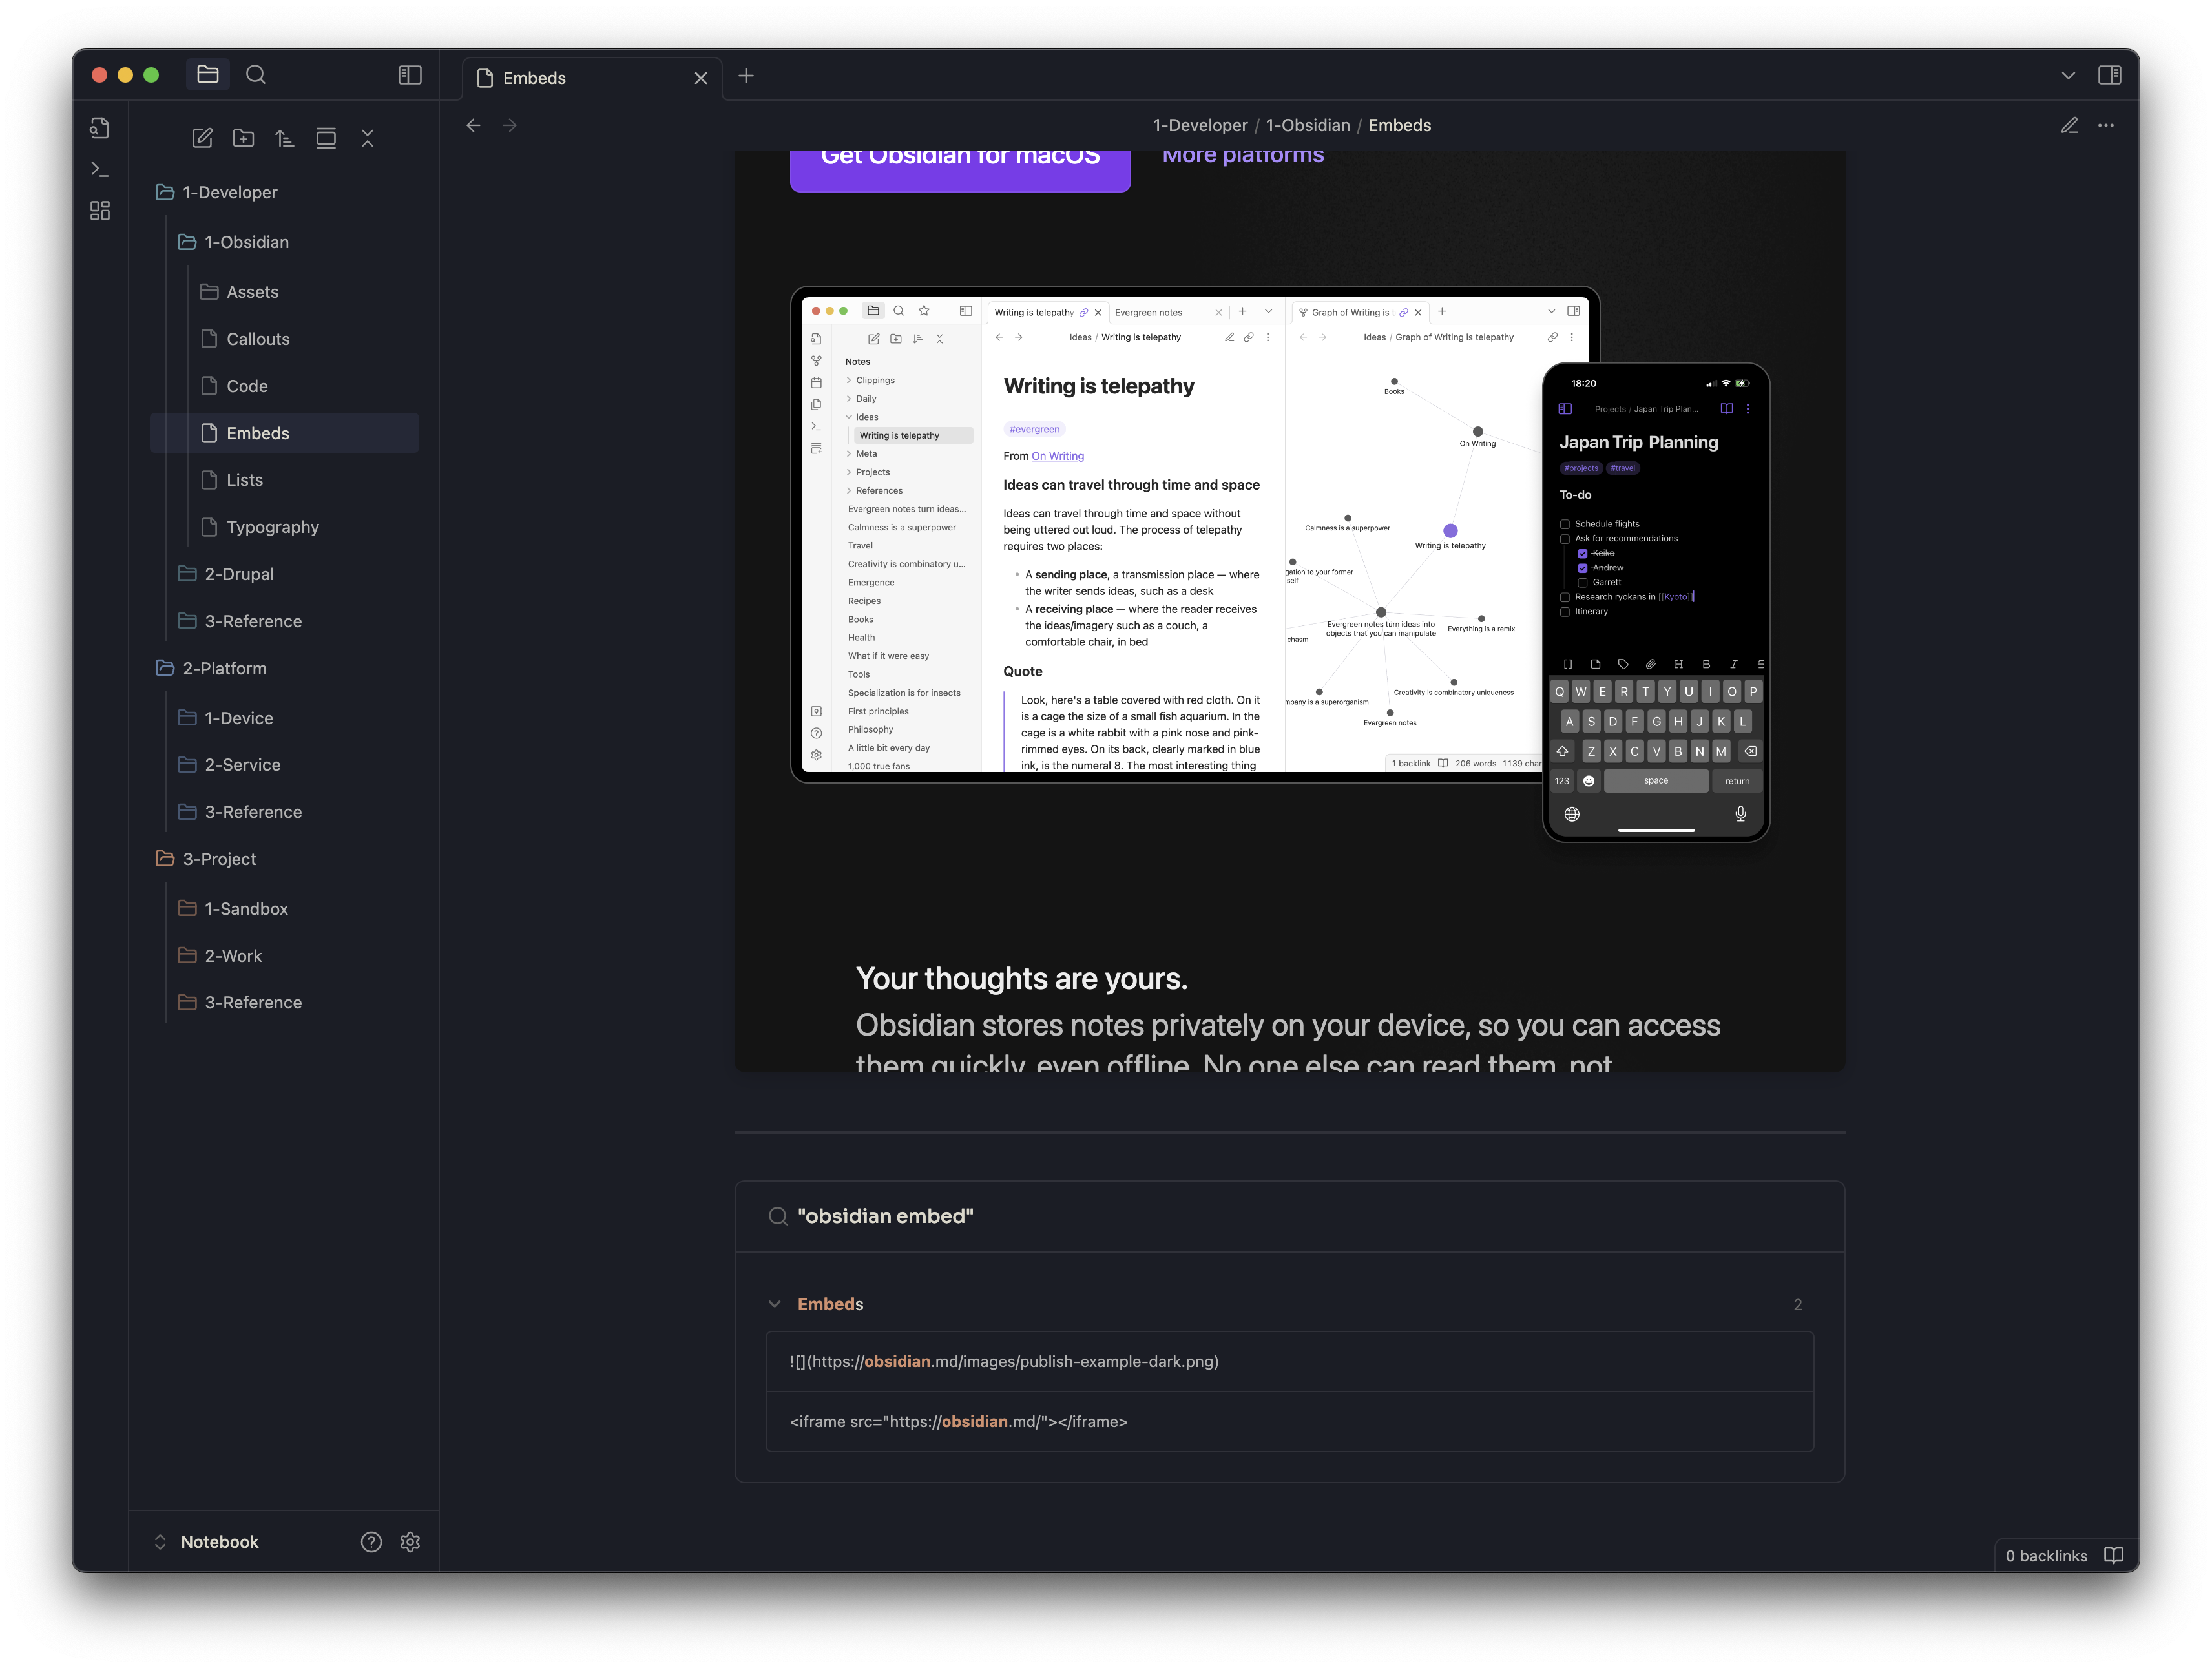 Embeds
1-Developer / 1-Obsidian / Embeds
1-Developer
1-Obsidian
Assets
Callouts
Code
Embeds
Lists
Typography
2-Drupal
3-Reference
2-Platform
1-Device
2-Service
3-Reference
3-Project
1-Sandbox
2-Work
3-Reference
Notebook
Get Obsidian for macOS
More platforms
Writing is telepathy
Evergreen notes
Graph of Writing is t
Ideas / Writing is telepathy
Ideas / Graph of Writing is telepathy
Notes
Clippings
Daily
Ideas
Writing is telepathy
Meta
Projects
References
Evergreen notes turn ideas...
Calmness is a superpower
Travel
Creativity is combinatory u...
Emergence
Recipes
Books
Health
What if it were easy
Tools
Specialization is for insects
First principles
Philosophy
A little bit every day
1,000 true fans
Writing is telepathy
#evergreen
From On Writing
Ideas can travel through time and space
Ideas can travel through time and space without
being uttered out loud. The process of telepathy
requires two places:
A sending place, a transmission place — where
the writer sends ideas, such as a desk
A receiving place — where the reader receives
the ideas/imagery such as a couch, a
comfortable chair, in bed
Quote
Look, here's a table covered with red cloth. On it
is a cage the size of a small fish aquarium. In the
cage is a white rabbit with a pink nose and pink-
rimmed eyes. On its back, clearly marked in blue
ink, is the numeral 8. The most interesting thing
Books
On Writing
Calmness is a superpower
Writing is telepathy
gation to your former
self
Evergreen notes turn ideas into
objects that you can manipulate
Everything is a remix
chasm
Creativity is combinatory uniqueness
mpany is a superorganism
Evergreen notes
1 backlink 206 words 1139 char
18:20
Projects / Japan Trip Plan...
Japan Trip Planning
#projects #travel
To-do
Schedule flights
Ask for recommendations
Keiko
Andrew
Garrett
Research ryokans in [[Kyoto]]
Itinerary
H B I S
Q W E R T Y U I O P
A S D F G H J K L
Z X C V B N M
123 space return
Your thoughts are yours.
Obsidian stores notes privately on your device, so you can access
them quickly, even offline. No one else can read them, not
"obsidian embed"
Embeds 2
![](https://obsidian.md/images/publish-example-dark.png)
<iframe src="https://obsidian.md/"></iframe>
0 backlinks